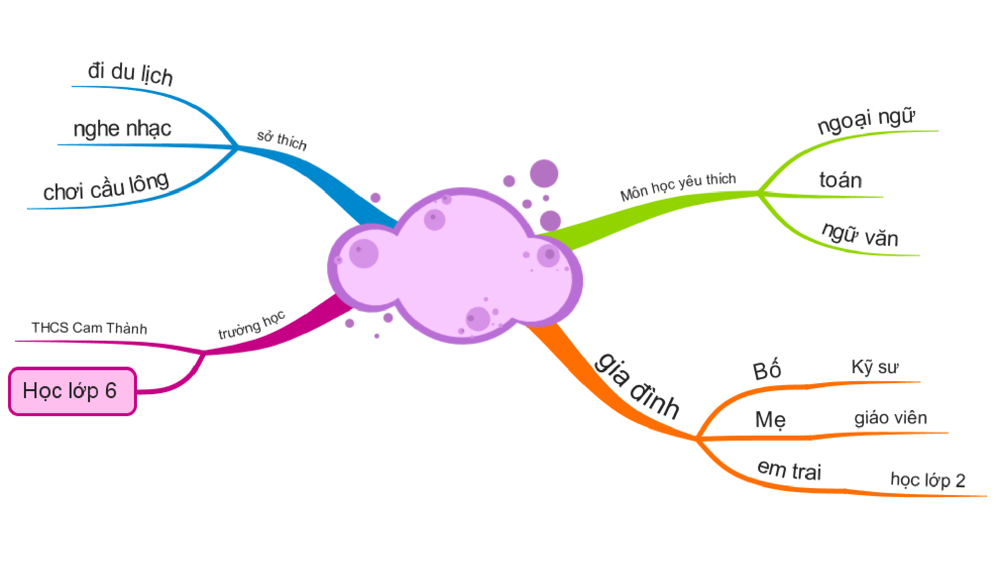 đi du lịch
nghe nhạc
chơi cầu lông
sở thích
Môn học yêu thích
ngoại ngữ
toán
ngữ văn
trường học
THCS Cam Thành
Học lớp 6
gia đình
Bố
Kỹ sư
Mẹ
giáo viên
em trai
học lớp 2